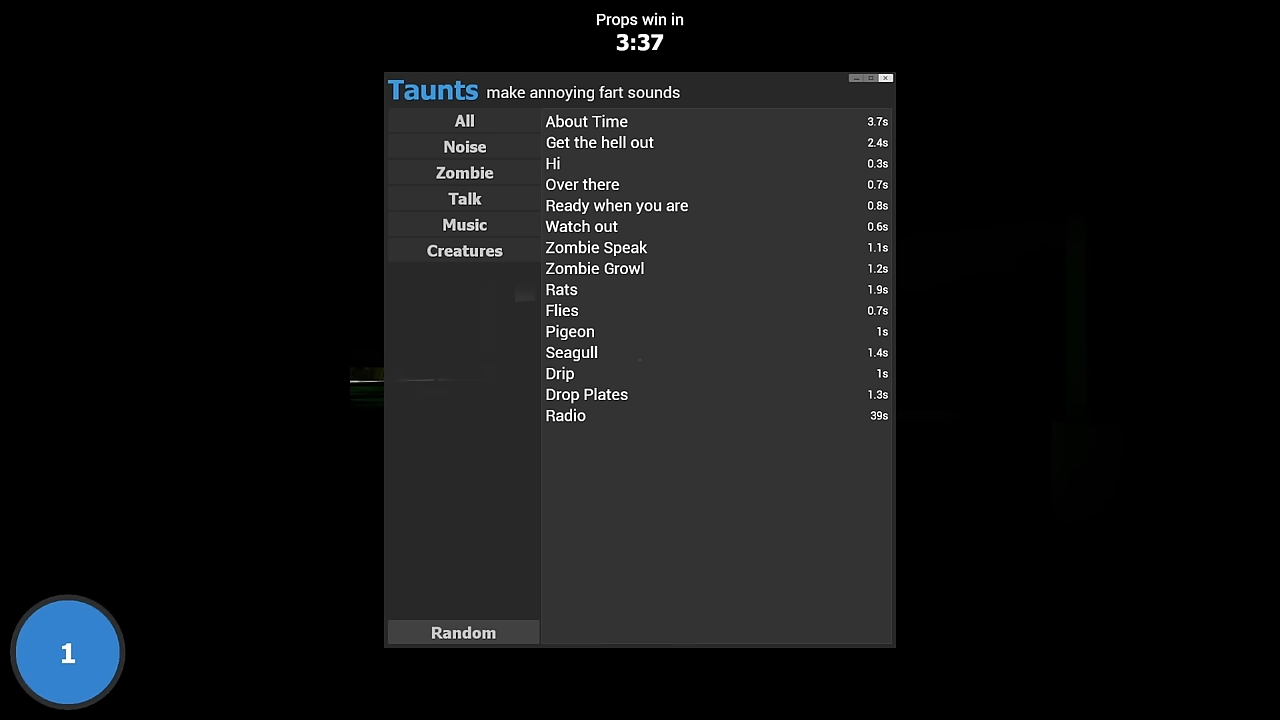 Props win in
3:37
Taunts make annoying fart sounds
All
Noise
Zombie
Talk
Music
Creatures
About Time 3.7s
Get the hell out 2.4s
Hi 0.3s
Over there 0.7s
Ready when you are 0.8s
Watch out 0.6s
Zombie Speak 1.1s
Zombie Growl 1.2s
Rats 1.9s
Flies 0.7s
Pigeon 1s
Seagull 1.4s
Drip 1s
Drop Plates 1.3s
Radio 39s
Random
1